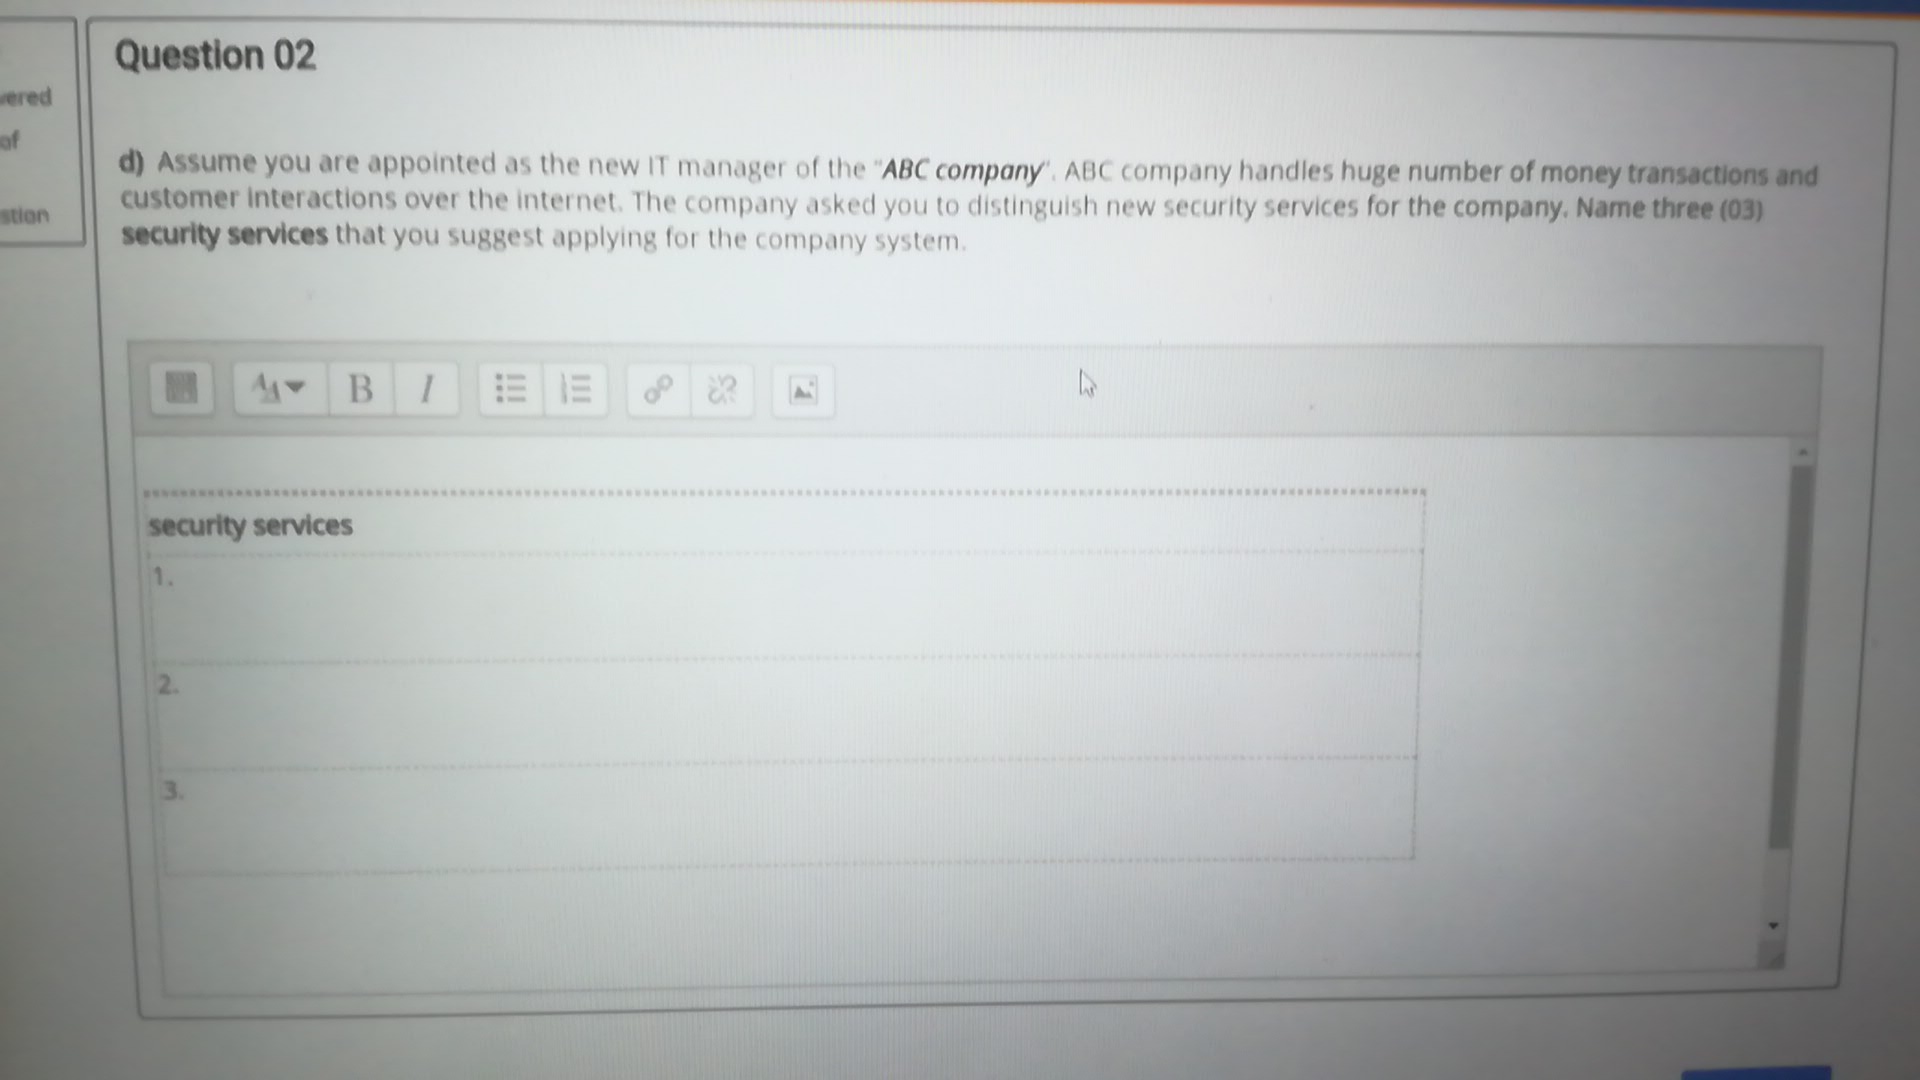 Question 02
of
d) Assume you are appointed as the new IT manager of the "ABC company". ABC company handles huge number of money transactions and
customer interactions over the internet. The company asked you to distinguish new security services for the company. Name three (03)
security services that you suggest applying for the company system.
B I
security services
1.
2.
3.